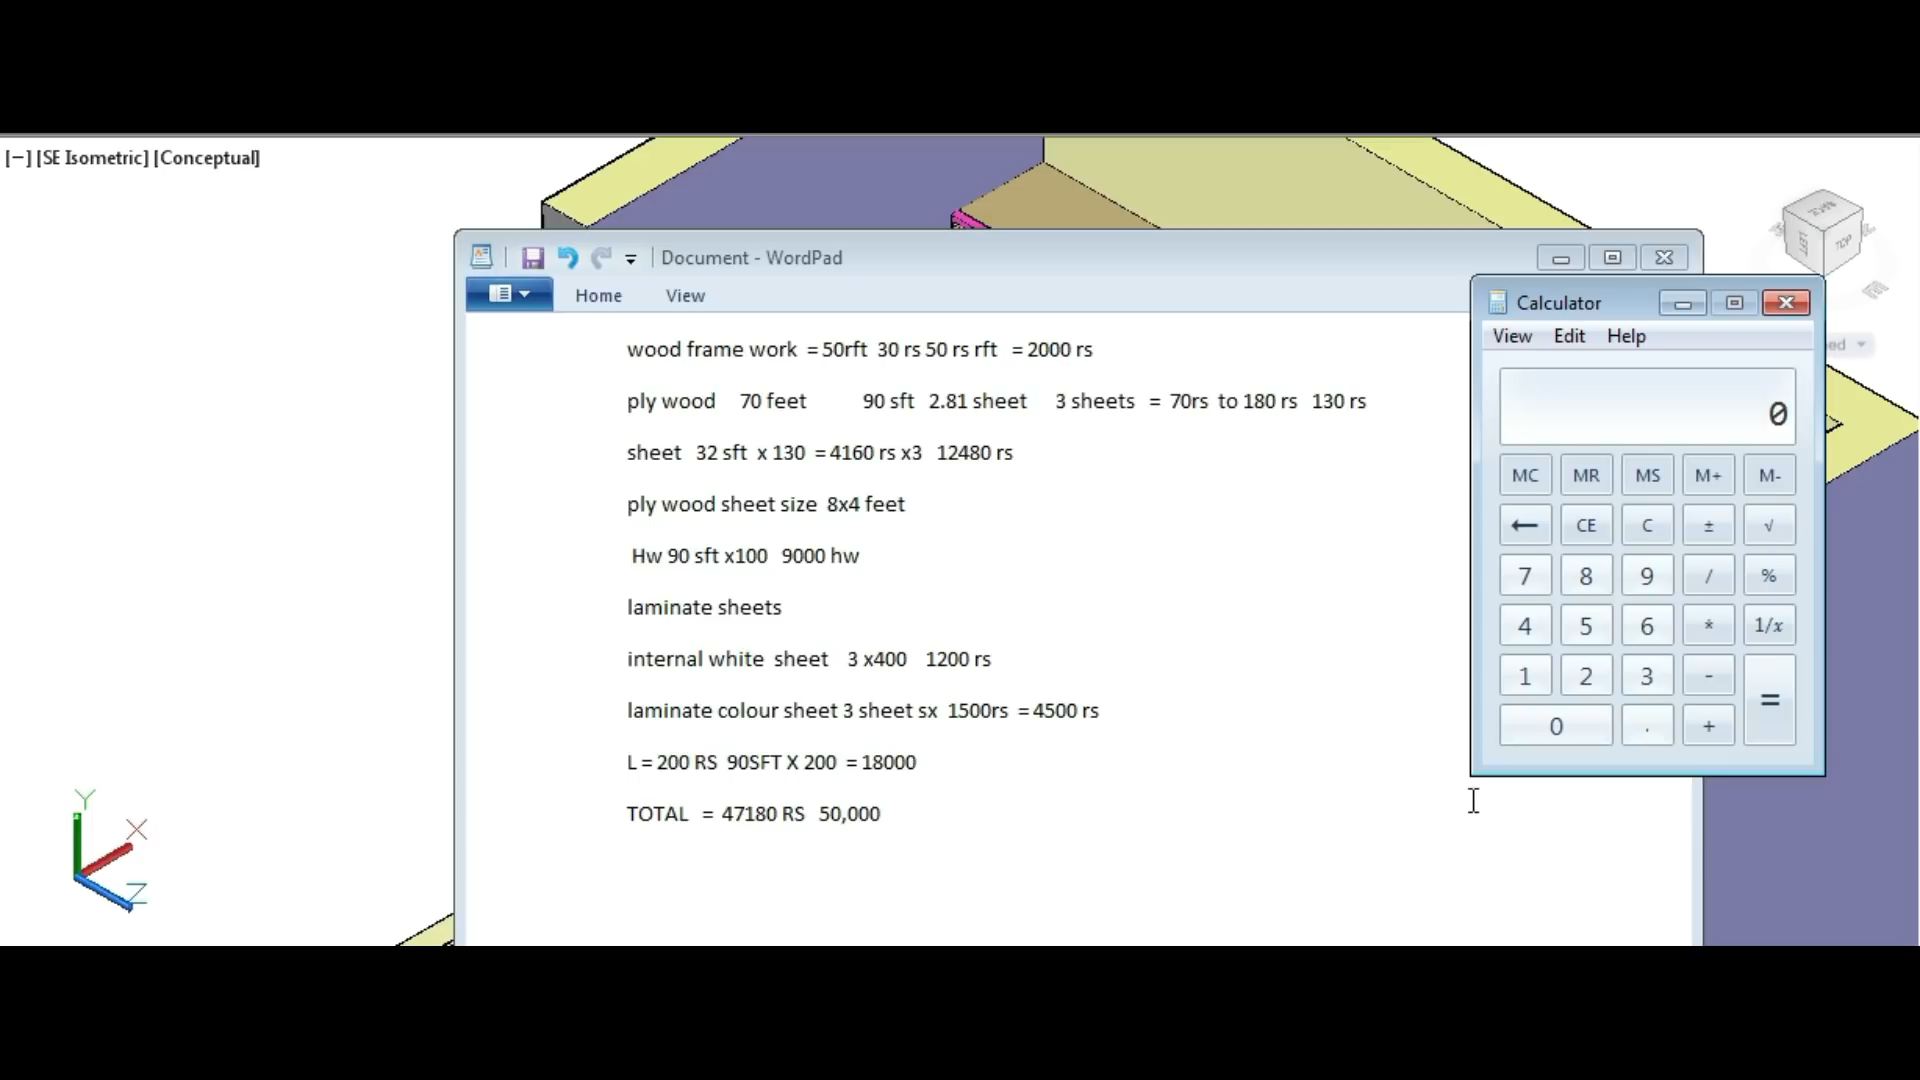 [−] [SE Isometric] [Conceptual]
TOP
Document - WordPad
Home View
wood frame work = 50rft 30 rs 50 rs rft = 2000 rs
ply wood 70 feet 90 sft 2.81 sheet 3 sheets = 70rs to 180 rs 130 rs
sheet 32 sft x 130 = 4160 rs x3 12480 rs
ply wood sheet size 8x4 feet
Hw 90 sft x100 9000 hw
laminate sheets
internal white sheet 3 x400 1200 rs
laminate colour sheet 3 sheet sx 1500rs = 4500 rs
L = 200 RS 90SFT X 200 = 18000
TOTAL = 47180 RS 50,000
Calculator
View Edit Help
0
MC MR MS M+ M-
← CE C ± √
7 8 9 / %
4 5 6 * 1/x
1 2 3 - =
0 . +
ed
Y
X
Z